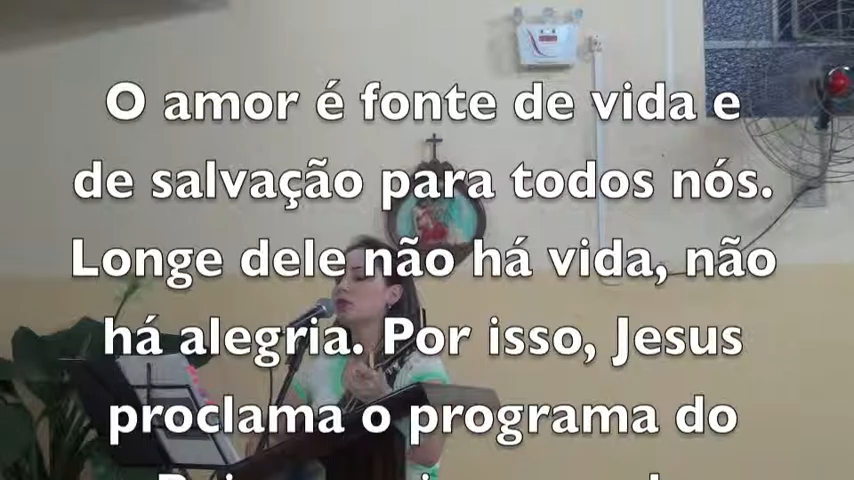 O amor é fonte de vida e
de salvação para todos nós.
Longe dele não há vida, não
há alegria. Por isso, Jesus
proclama o programa do